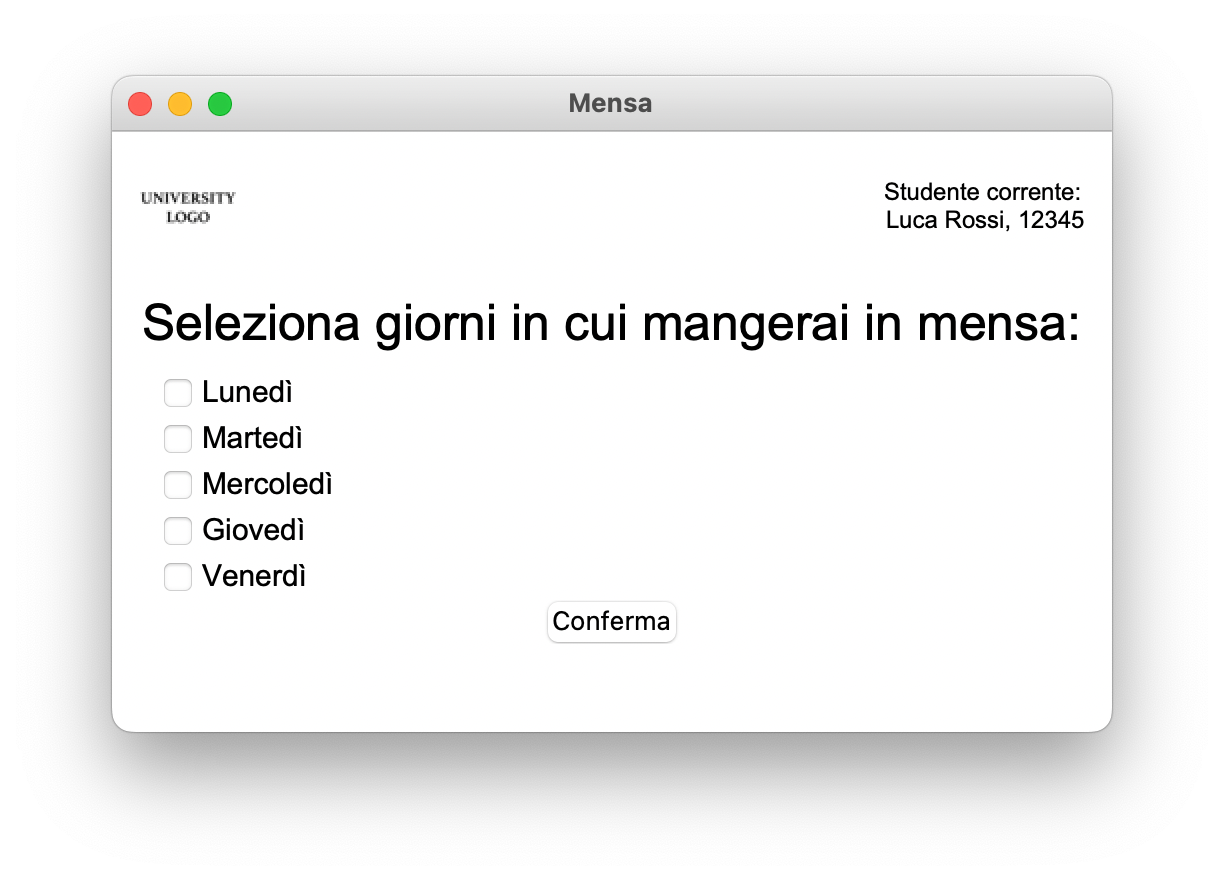 Mensa
UNIVERSITY
LOGO
Studente corrente:
Luca Rossi, 12345
Seleziona giorni in cui mangerai in mensa:
Lunedì
Martedì
Mercoledì
Giovedì
Venerdì
Conferma